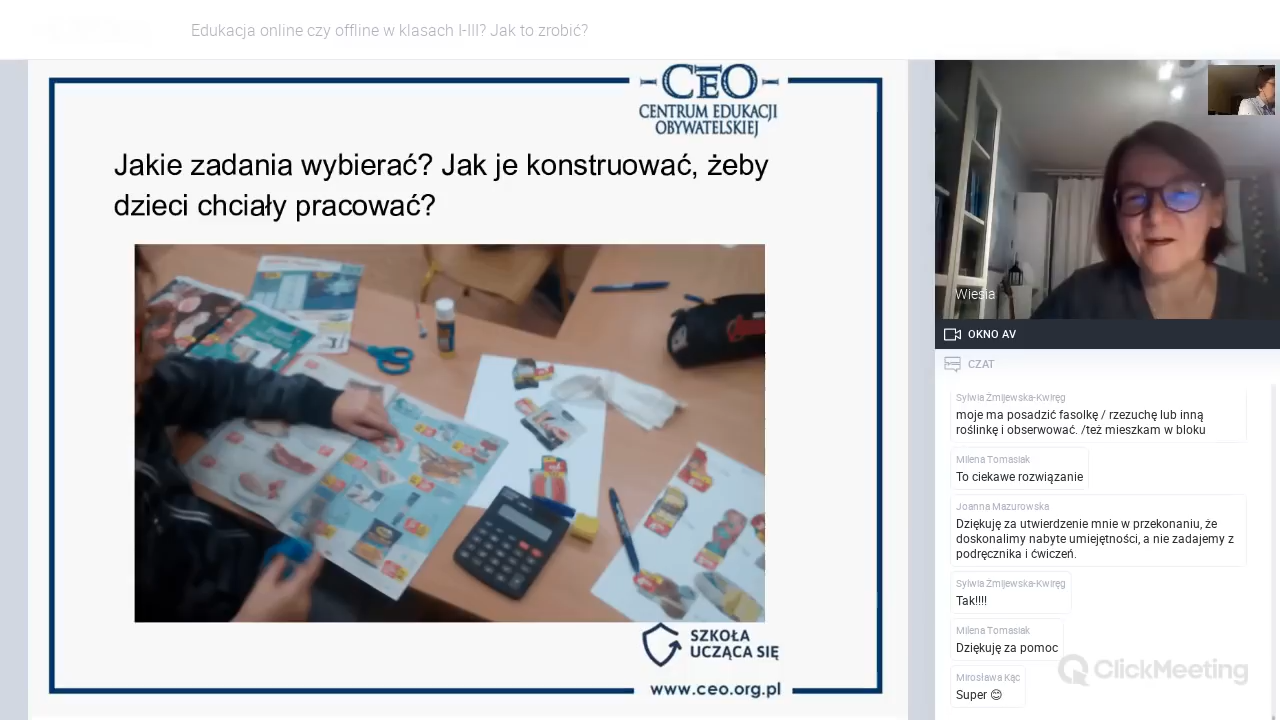 Edukacja online czy offline w klasach I-III? Jak to zrobić?
CEO
CENTRUM EDUKACJI
OBYWATELSKIEJ
Jakie zadania wybierać? Jak je konstruować, żeby
dzieci chciały pracować?
SZKOŁA
UCZĄCA SIĘ
www.ceo.org.pl
Wiesia
OKNO AV
CZAT
Sylwia Żmijewska-Kwiręg
moje ma posadzić fasolkę / rzezuchę lub inną
roślinkę i obserwować. /też mieszkam w bloku
Milena Tomasiak
To ciekawe rozwiązanie
Joanna Mazurowska
Dziękuję za utwierdzenie mnie w przekonaniu, że
doskonalimy nabyte umiejętności, a nie zadajemy z
podręcznika i ćwiczeń.
Sylwia Żmijewska-Kwiręg
Tak!!!!
Milena Tomasiak
Dziękuję za pomoc
Mirosława Kąc
Super 😊
ClickMeeting